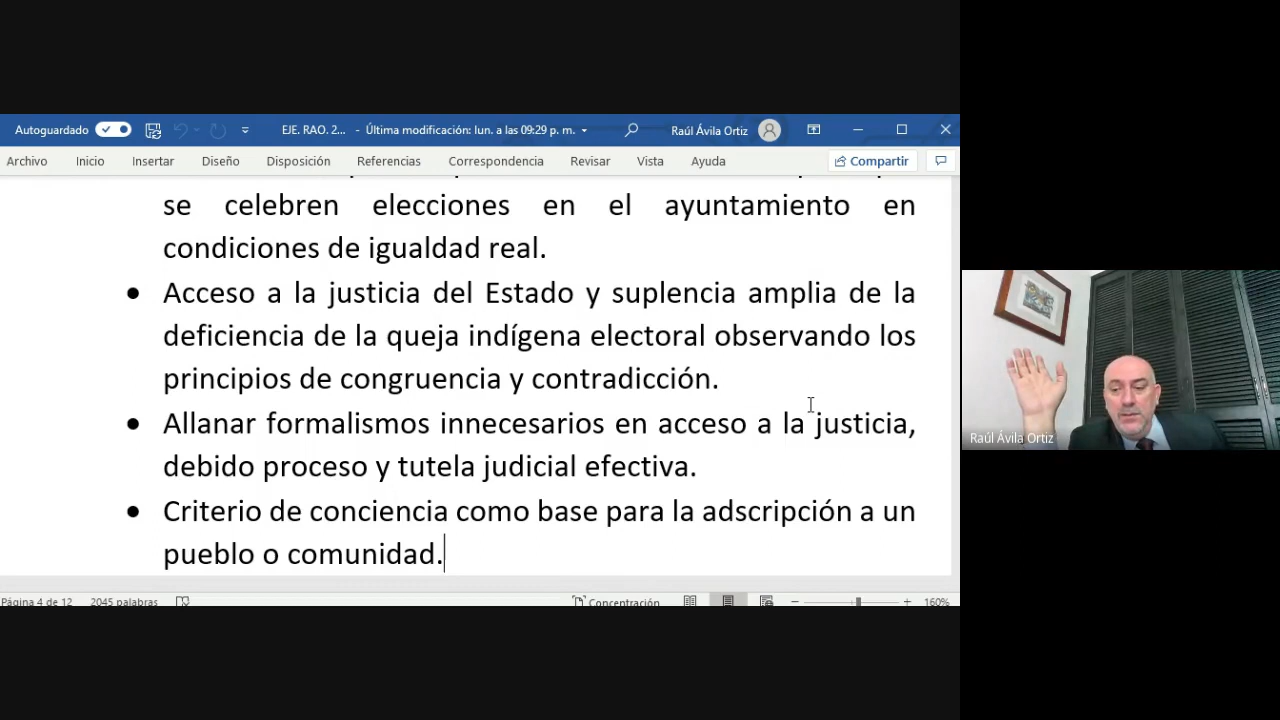 Autoguardado EJE. RAO. 2... - Última modificación: lun. a las 09:29 p. m. Raúl Ávila Ortiz
Archivo Inicio Insertar Diseño Disposición Referencias Correspondencia Revisar Vista Ayuda Compartir
se celebren elecciones en el ayuntamiento en
condiciones de igualdad real.
• Acceso a la justicia del Estado y suplencia amplia de la
deficiencia de la queja indígena electoral observando los
principios de congruencia y contradicción.
• Allanar formalismos innecesarios en acceso a la justicia,
debido proceso y tutela judicial efectiva.
• Criterio de conciencia como base para la adscripción a un
pueblo o comunidad.
Página 4 de 12 2045 palabras Concentración 160%
Raúl Ávila Ortiz